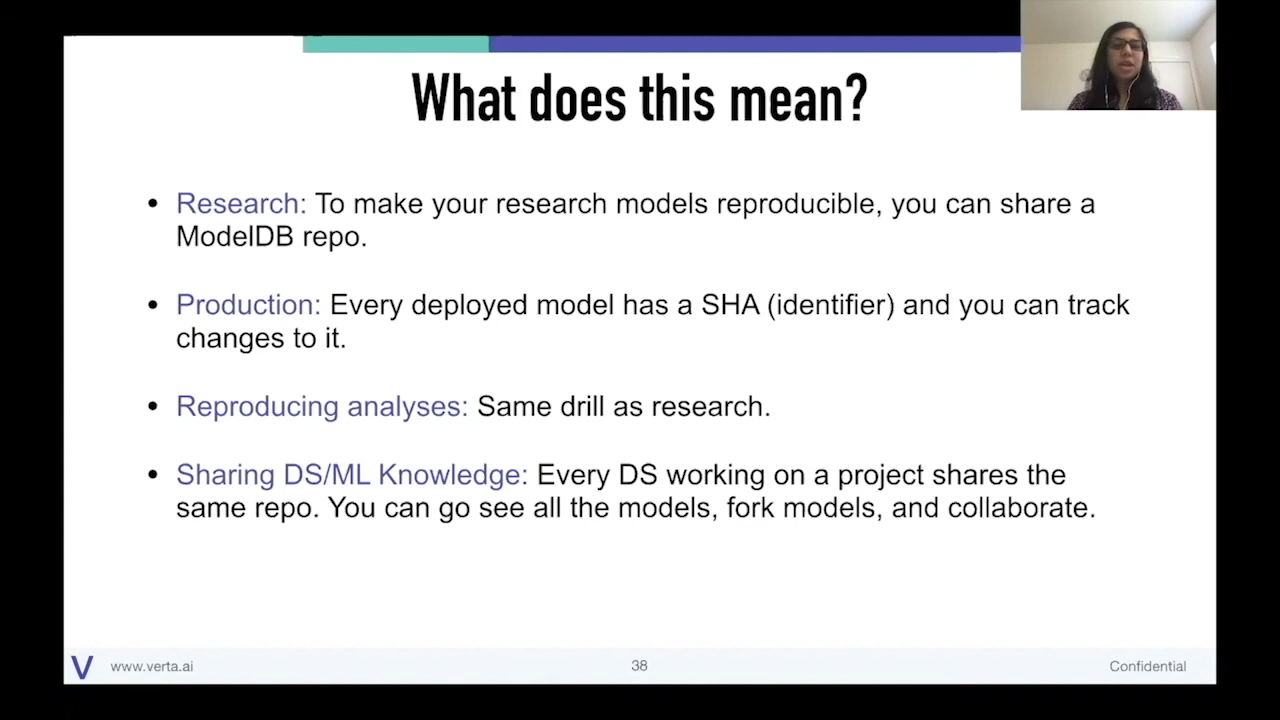 What does this mean?
• Research: To make your research models reproducible, you can share a
ModelDB repo.
• Production: Every deployed model has a SHA (identifier) and you can track
changes to it.
• Reproducing analyses: Same drill as research.
• Sharing DS/ML Knowledge: Every DS working on a project shares the
same repo. You can go see all the models, fork models, and collaborate.
V www.verta.ai 38 Confidential